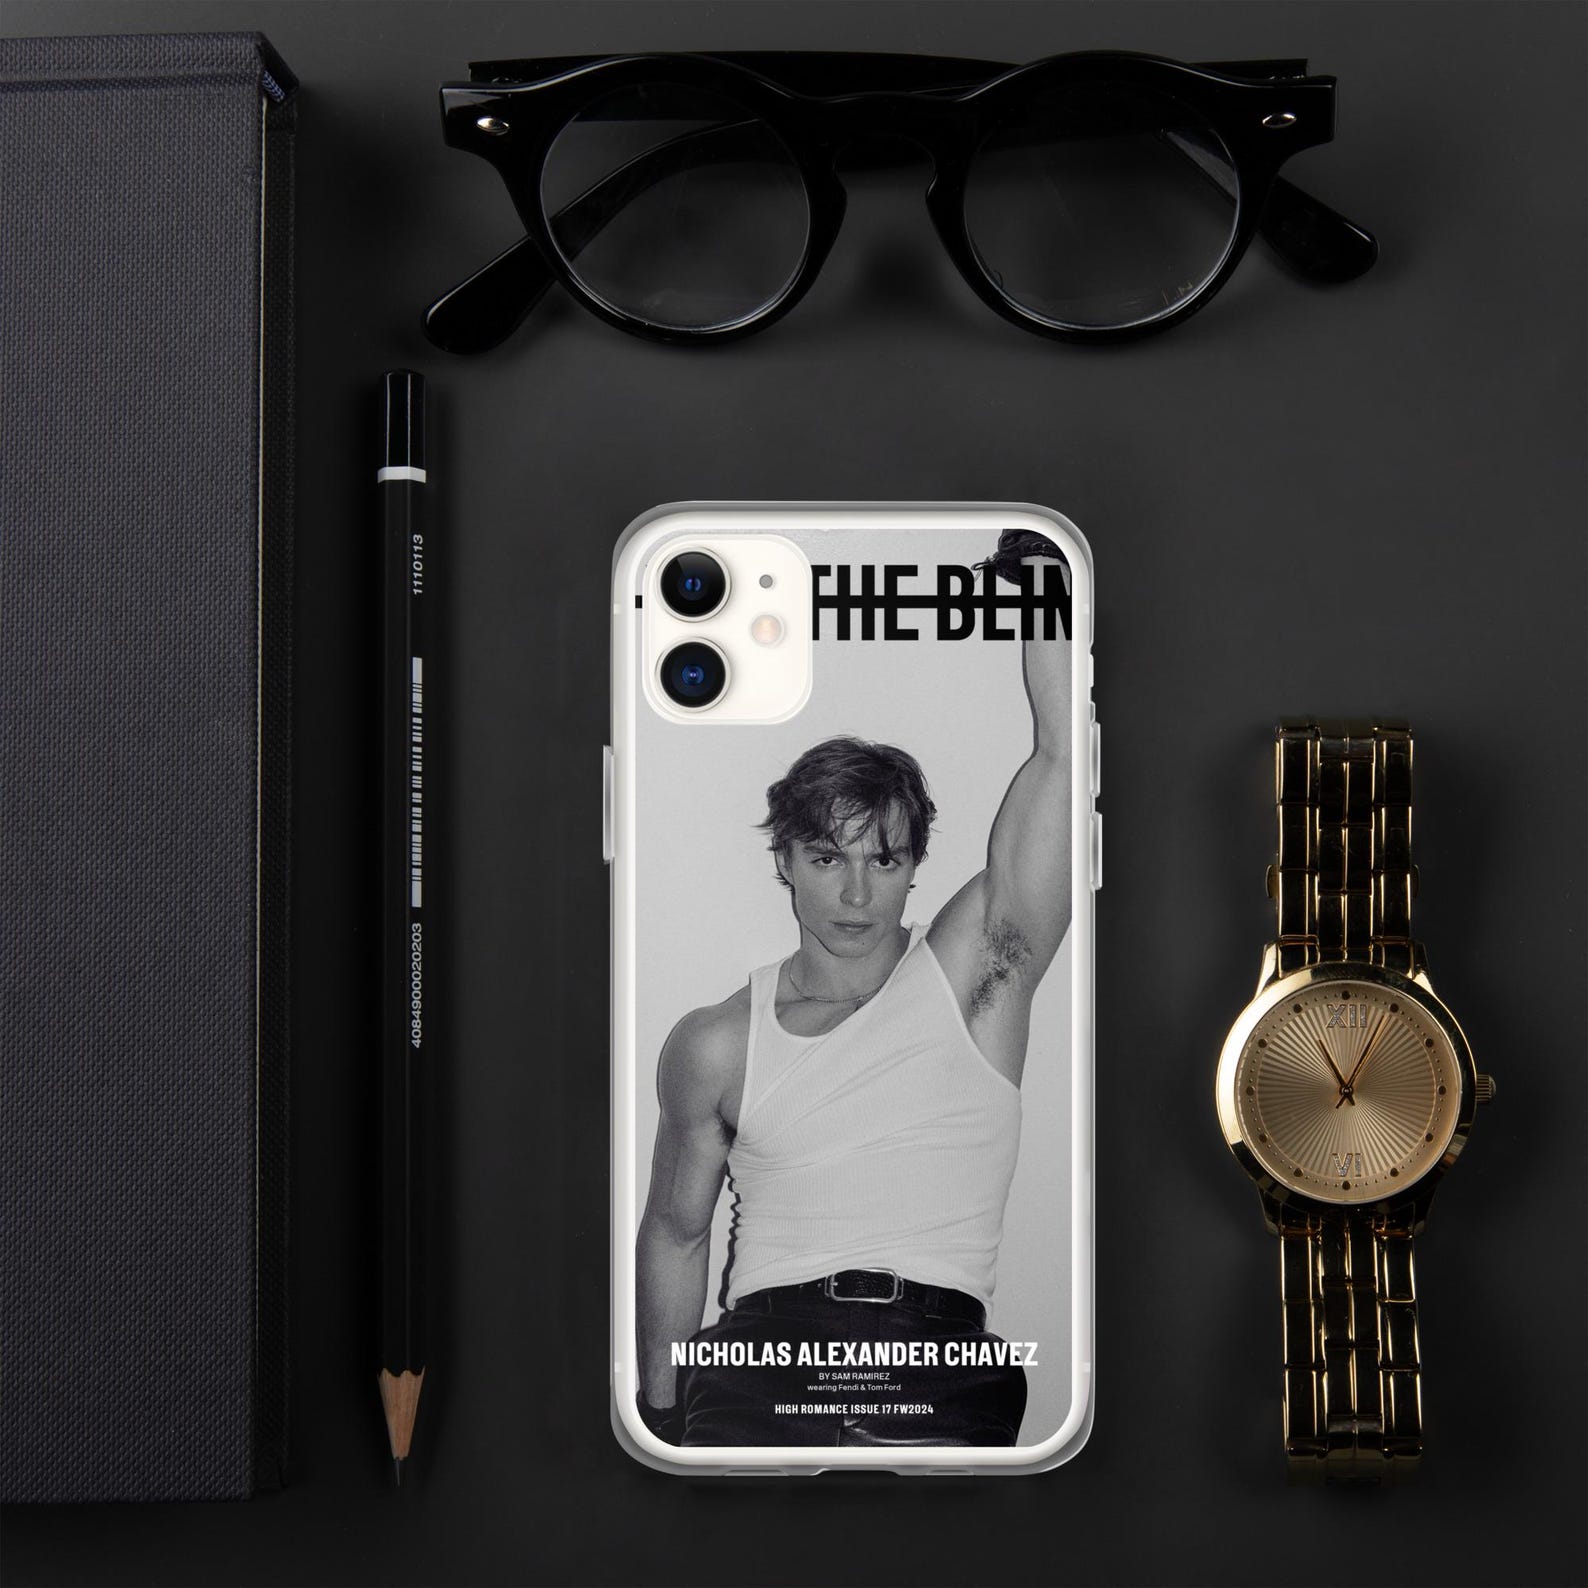 1110113
4084900020203
THE BLIN
XII
VI
NICHOLAS ALEXANDER CHAVEZ
BY SAM RAMIREZ
wearing Fendi & Tom Ford
HIGH ROMANCE ISSUE 17 FW2024